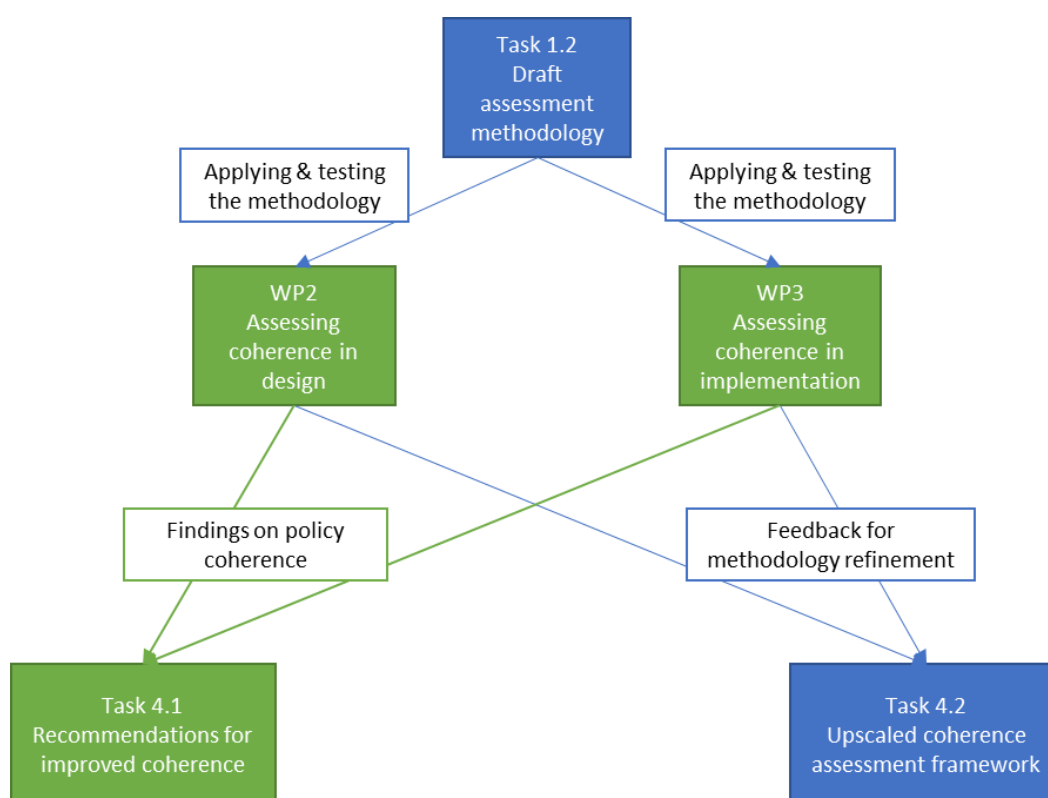 Task 1.2
Draft
assessment
methodology
Applying & testing
the methodology
Applying & testing
the methodology
WP2
Assessing
coherence in
design
WP3
Assessing
coherence in
implementation
Findings on policy
coherence
Feedback for
methodology refinement
Task 4.1
Recommendations for
improved coherence
Task 4.2
Upscaled coherence
assessment framework